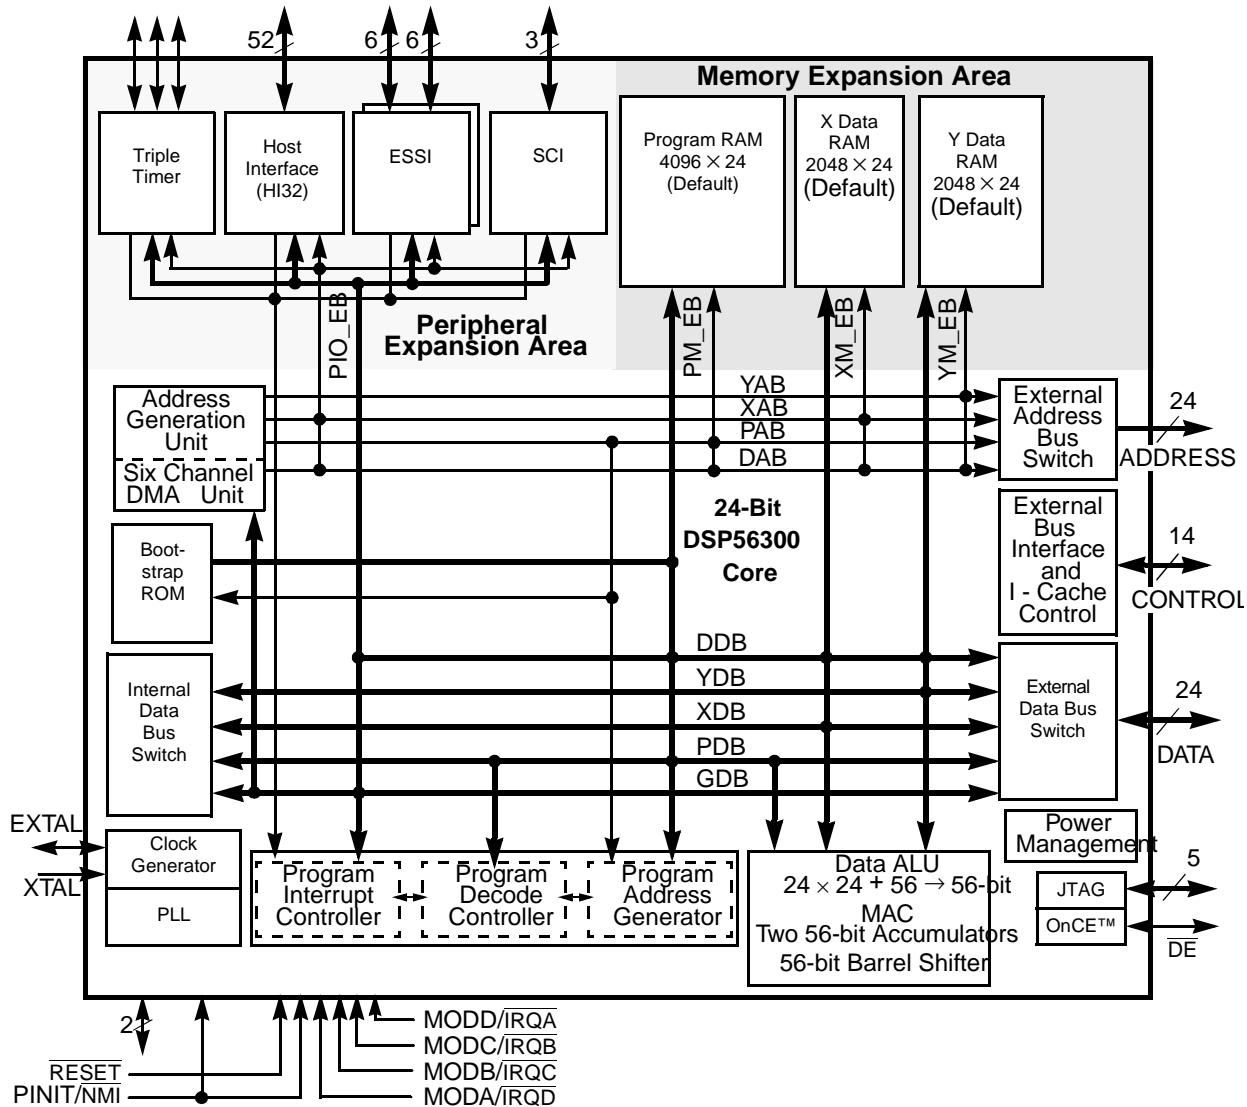 52
6
6
3
Memory Expansion Area
Triple
Timer
Host
Interface
(HI32)
ESSI
SCI
Program RAM
4096 × 24
(Default)
X Data
RAM
2048 × 24
(Default)
Y Data
RAM
2048 × 24
(Default)
PIO_EB
Peripheral
Expansion Area
PM_EB
XM_EB
YM_EB
Address
Generation
Unit
Six Channel
DMA Unit
YAB
XAB
PAB
DAB
External
Address
Bus
Switch
24
ADDRESS
24-Bit
DSP56300
Core
Boot-
strap
ROM
External
Bus
Interface
and
I - Cache
Control
14
CONTROL
DDB
YDB
XDB
PDB
GDB
Internal
Data
Bus
Switch
External
Data Bus
Switch
24
DATA
EXTAL
XTAL
Clock
Generator
PLL
Program
Interrupt
Controller
Program
Decode
Controller
Program
Address
Generator
Data ALU
24 × 24 + 56 → 56-bit
MAC
Two 56-bit Accumulators
56-bit Barrel Shifter
Power
Management
JTAG
OnCE™
5
DE
2
RESET
PINIT/NMI
MODD/IRQA
MODC/IRQB
MODB/IRQC
MODA/IRQD